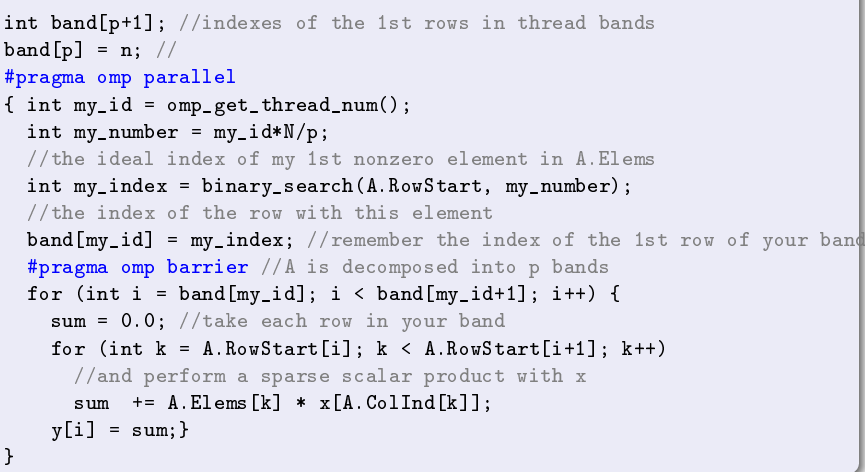 int band[p+1]; //indexes of the 1st rows in thread bands
band[p] = n; //
#pragma omp parallel
{ int my_id = omp_get_thread_num();
  int my_number = my_id*N/p;
  //the ideal index of my 1st nonzero element in A.Elems
  int my_index = binary_search(A.RowStart, my_number);
  //the index of the row with this element
  band[my_id] = my_index; //remember the index of the 1st row of your band
  #pragma omp barrier //A is decomposed into p bands
  for (int i = band[my_id]; i < band[my_id+1]; i++) {
    sum = 0.0; //take each row in your band
    for (int k = A.RowStart[i]; k < A.RowStart[i+1]; k++)
      //and perform a sparse scalar product with x
      sum  += A.Elems[k] * x[A.ColInd[k]];
    y[i] = sum;}
}